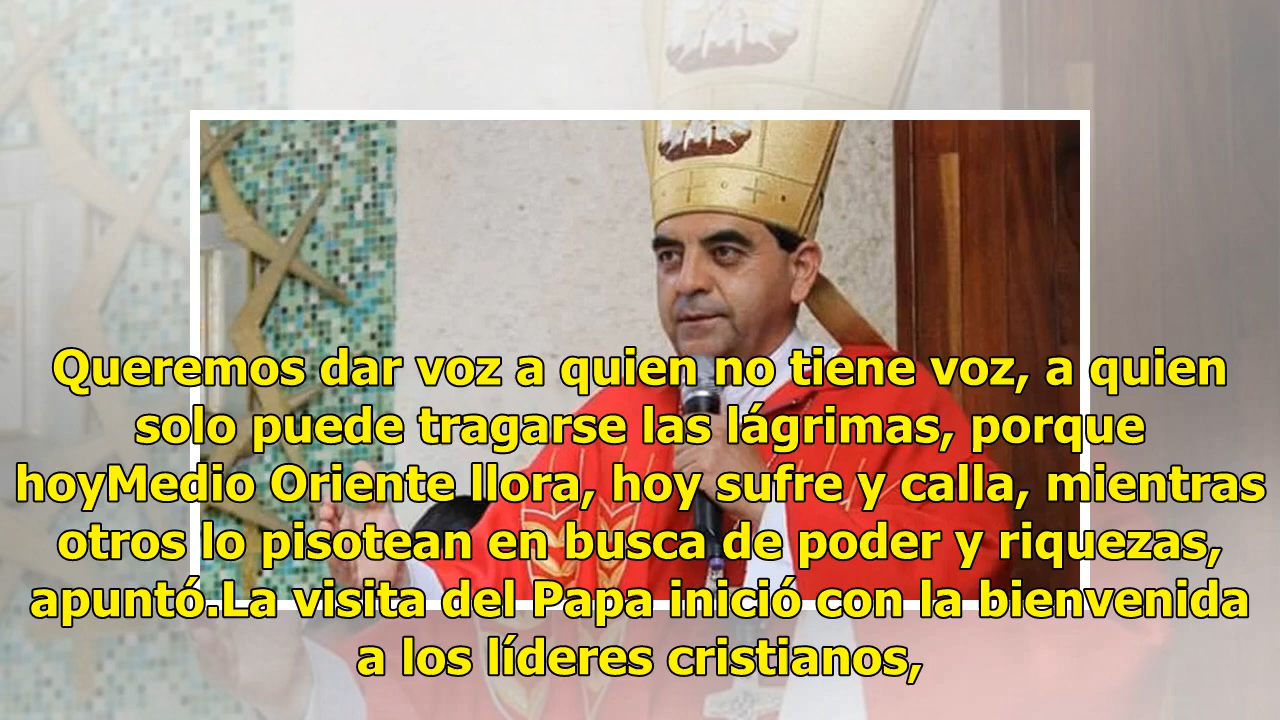 Queremos dar voz a quien no tiene voz, a quien
solo puede tragarse las lágrimas, porque
hoyMedio Oriente llora, hoy sufre y calla, mientras
otros lo pisotean en busca de poder y riquezas,
apuntó.La visita del Papa inició con la bienvenida
a los líderes cristianos,